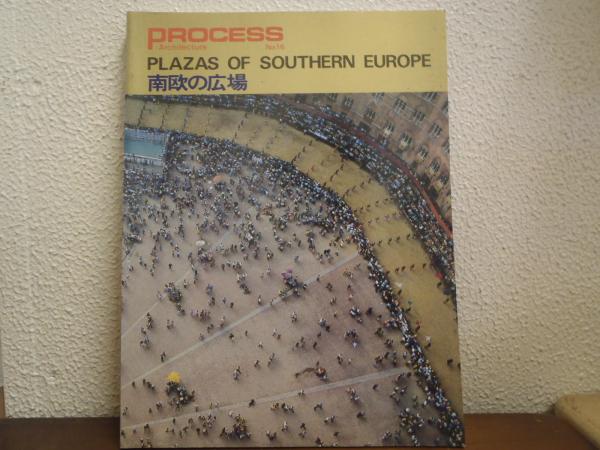 PROCESS
:Architecture No.16
PLAZAS OF SOUTHERN EUROPE
南欧の広場